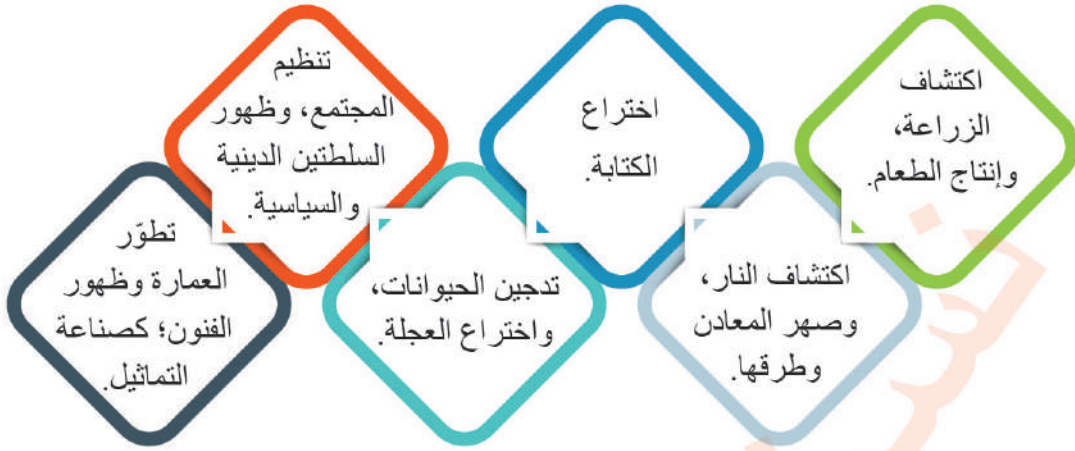 اكتشاف
الزراعة،
وإنتاج الطعام.
اكتشاف النار،
وصهر المعادن
وطرقها.
اختراع
الكتابة.
تدجين الحيوانات،
واختراع العجلة.
تنظيم
المجتمع، وظهور
السلطتين الدينية
والسياسية.
تطوّر
العمارة وظهور
الفنون؛ كصناعة
التماثيل.